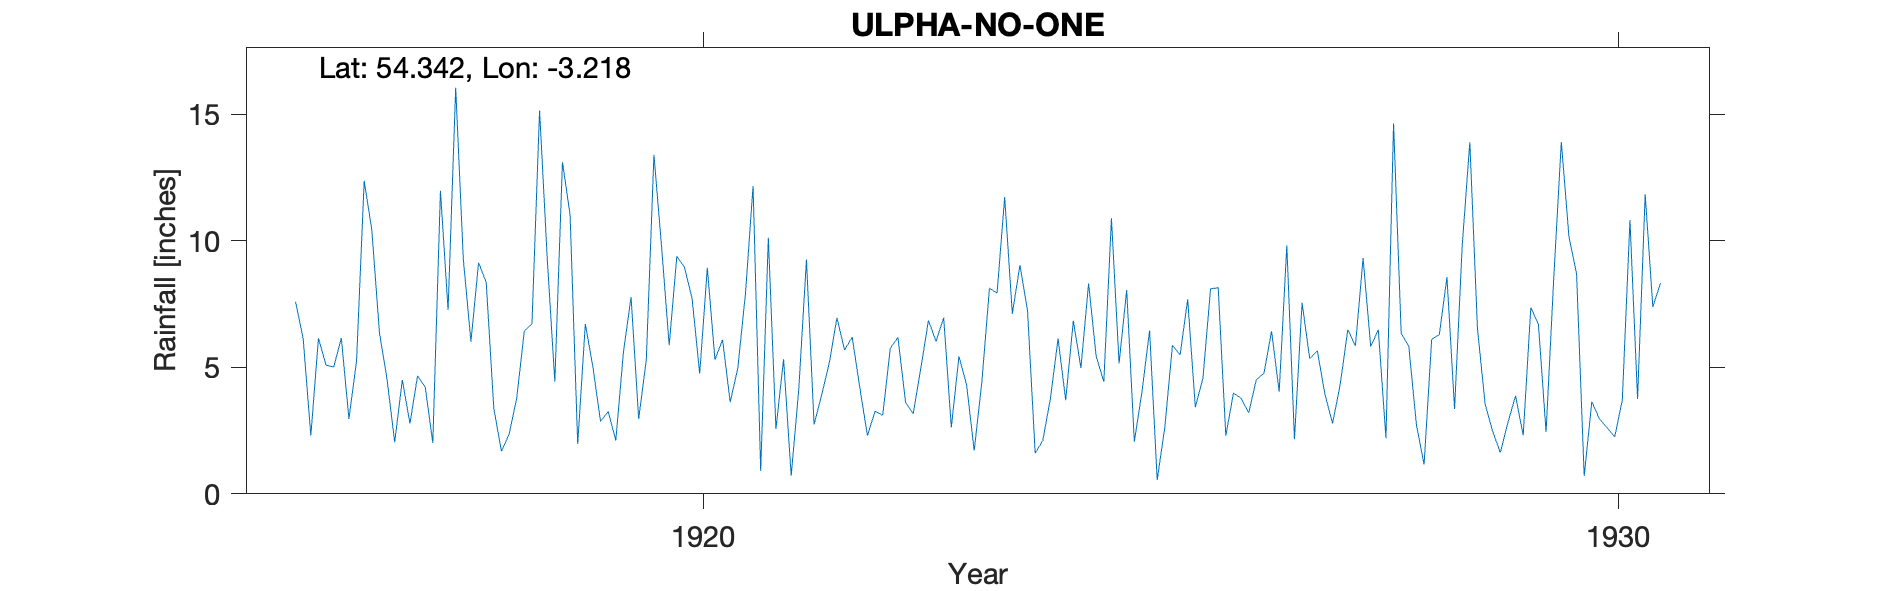 ULPHA-NO-ONE
Lat: 54.342, Lon: -3.218
15
10
5
0
Rainfall [inches]
1920
1930
Year